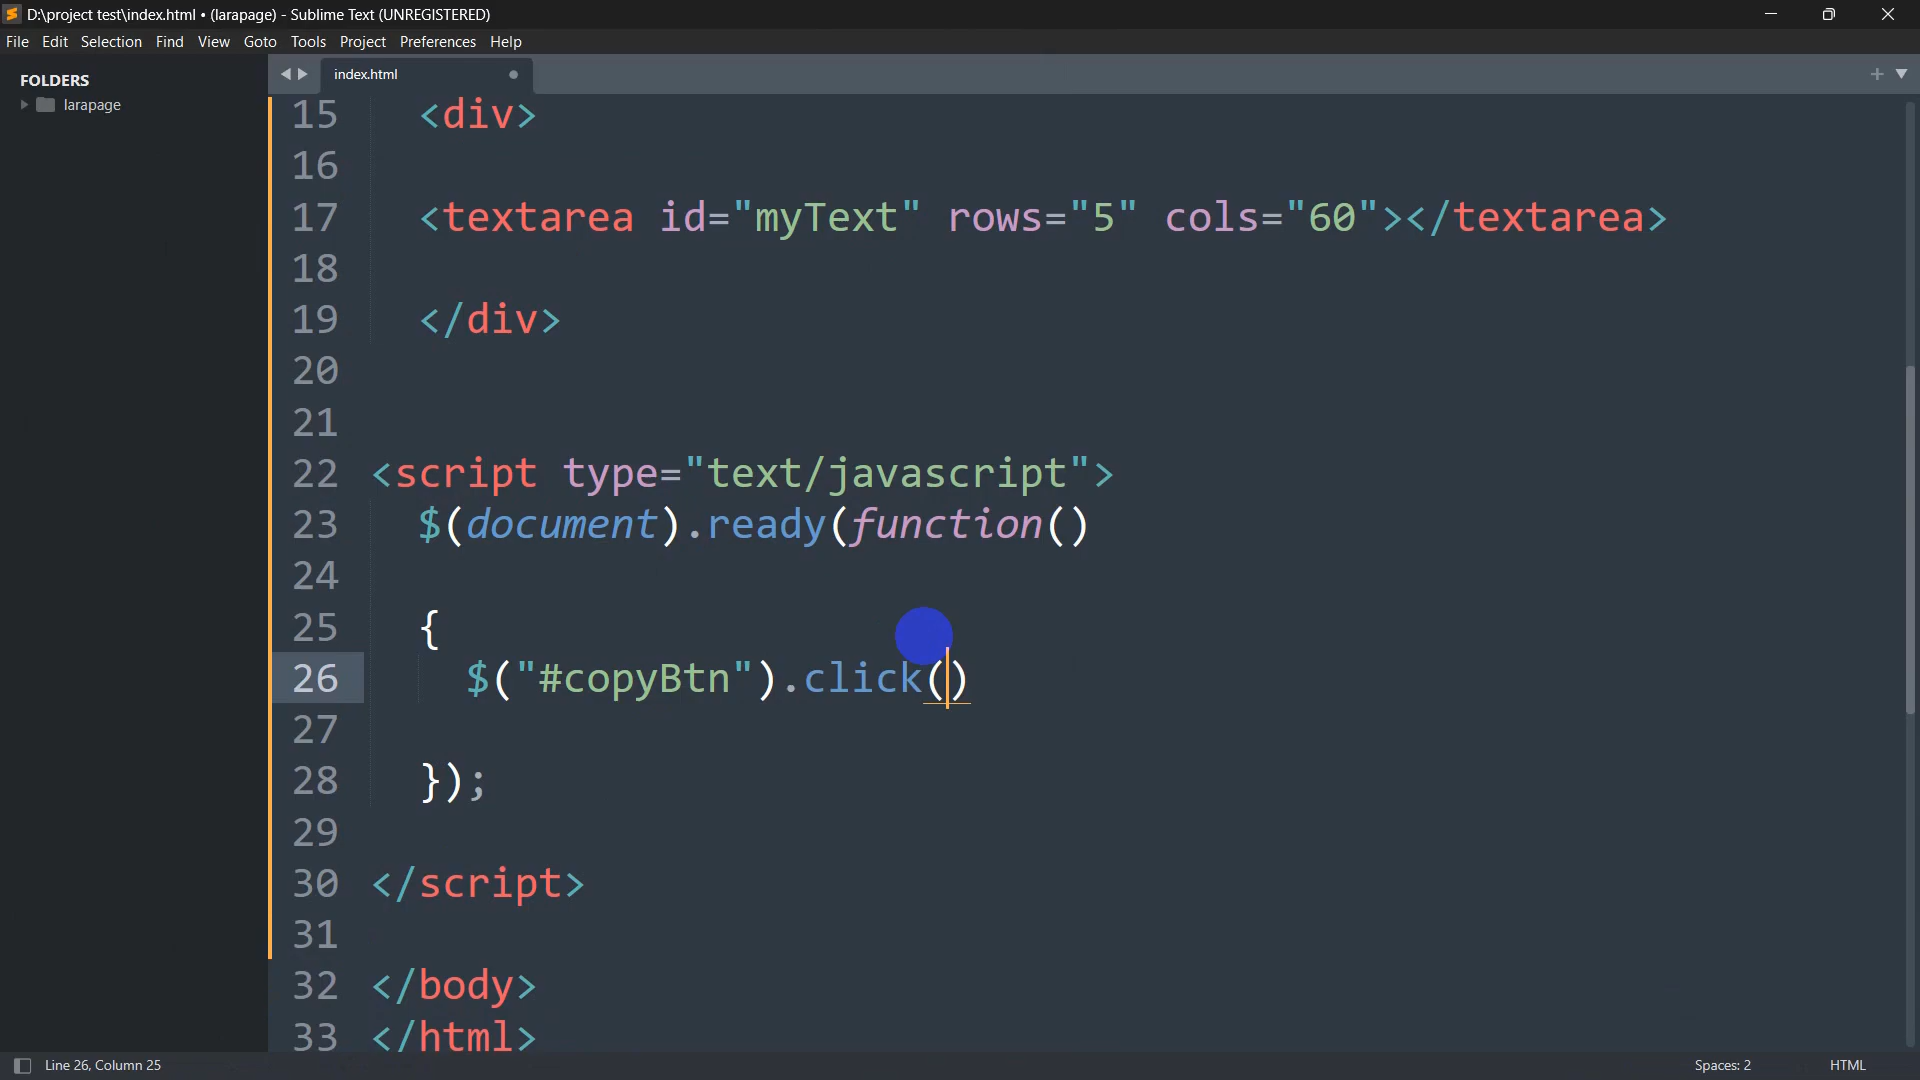 D:\project test\index.html • (larapage) - Sublime Text (UNREGISTERED)
File Edit Selection Find View Goto Tools Project Preferences Help
FOLDERS
larapage
index.html
15 <div>
16
17 <textarea id="myText" rows="5" cols="60"></textarea>
18
19 </div>
20
21
22 <script type="text/javascript">
23 $(document).ready(function()
24
25 {
26 $("#copyBtn").click()
27
28 });
29
30 </script>
31
32 </body>
33 </html>
Line 26, Column 25
Spaces: 2
HTML